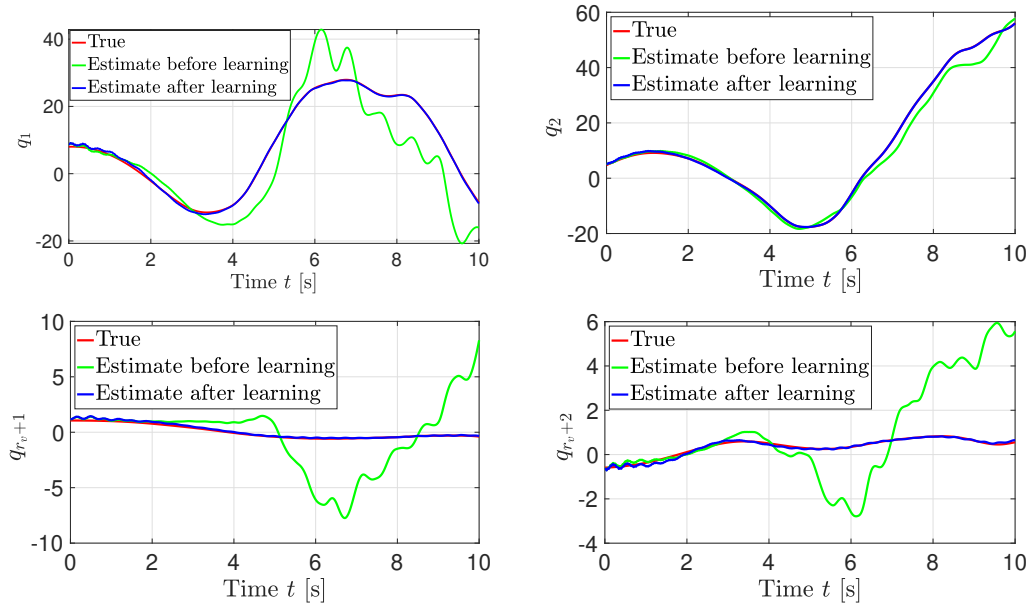 40
20
0
-20
q₁
True
Estimate before learning
Estimate after learning
0 2 4 6 8 10
Time t [s]
60
40
20
0
-20
q₂
True
Estimate before learning
Estimate after learning
0 2 4 6 8 10
Time t [s]
10
5
0
-5
-10
q_{r_v+1}
True
Estimate before learning
Estimate after learning
0 2 4 6 8 10
Time t [s]
6
4
2
0
-2
-4
q_{r_v+2}
True
Estimate before learning
Estimate after learning
0 2 4 6 8 10
Time t [s]